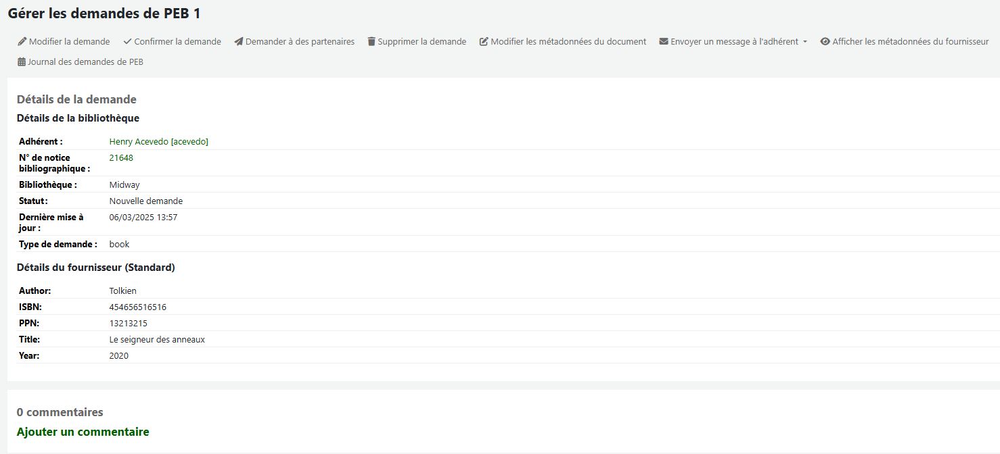 Gérer les demandes de PEB 1
Modifier la demande Confirmer la demande Demander à des partenaires Supprimer la demande Modifier les métadonnées du document Envoyer un message à l'adhérent Afficher les métadonnées du fournisseur
Journal des demandes de PEB
Détails de la demande
Détails de la bibliothèque
Adhérent : Henry Acevedo [acevedo]
N° de notice bibliographique : 21648
Bibliothèque : Midway
Statut : Nouvelle demande
Dernière mise à jour : 06/03/2025 13:57
Type de demande : book
Détails du fournisseur (Standard)
Author: Tolkien
ISBN: 454656516516
PPN: 13213215
Title: Le seigneur des anneaux
Year: 2020
0 commentaires
Ajouter un commentaire